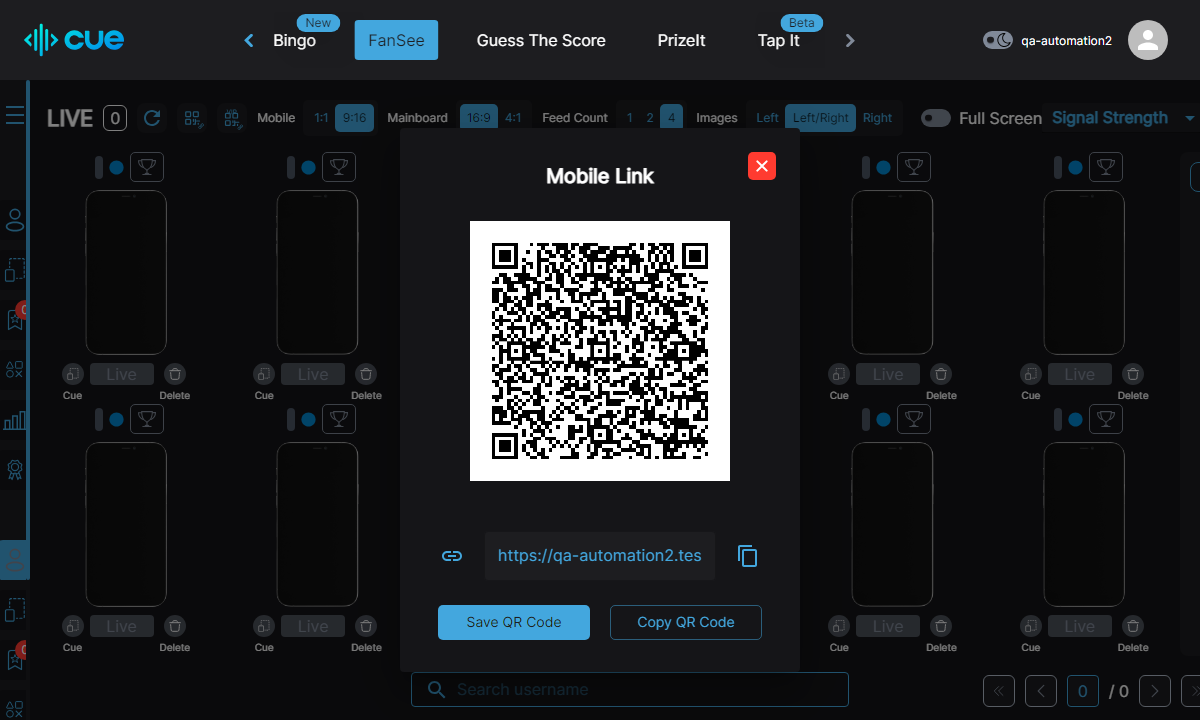 cue
New
Bingo
FanSee
Guess The Score
PrizeIt
Beta
Tap It
qa-automation2
LIVE 0
Mobile 1:1 9:16
Mainboard 16:9 4:1
Feed Count 1 2 4
Images Left Left/Right Right
Full Screen
Signal Strength
Mobile Link
Live Live Live Live
Cue Delete Cue Delete Cue Delete Cue Delete
https://qa-automation2.tes
Save QR Code
Copy QR Code
Live Live Live Live
Cue Delete Cue Delete Cue Delete Cue Delete
Search username
0 / 0